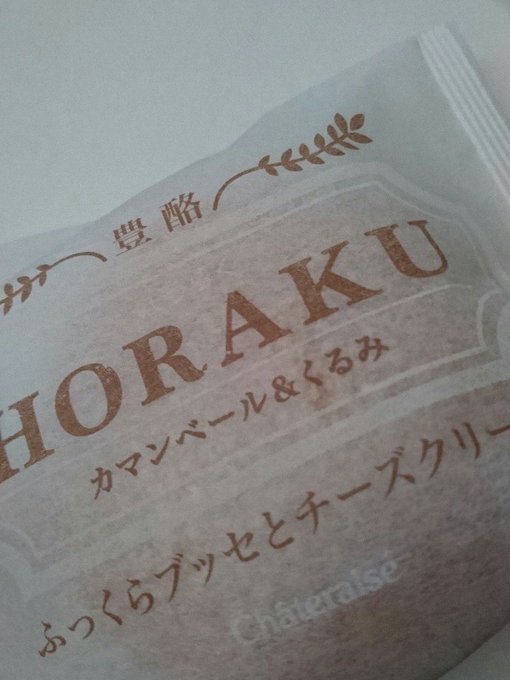 豊酪
HORAKU
カマンベール&くるみ
ふっくらブッセとチーズクリー
Châteraisé